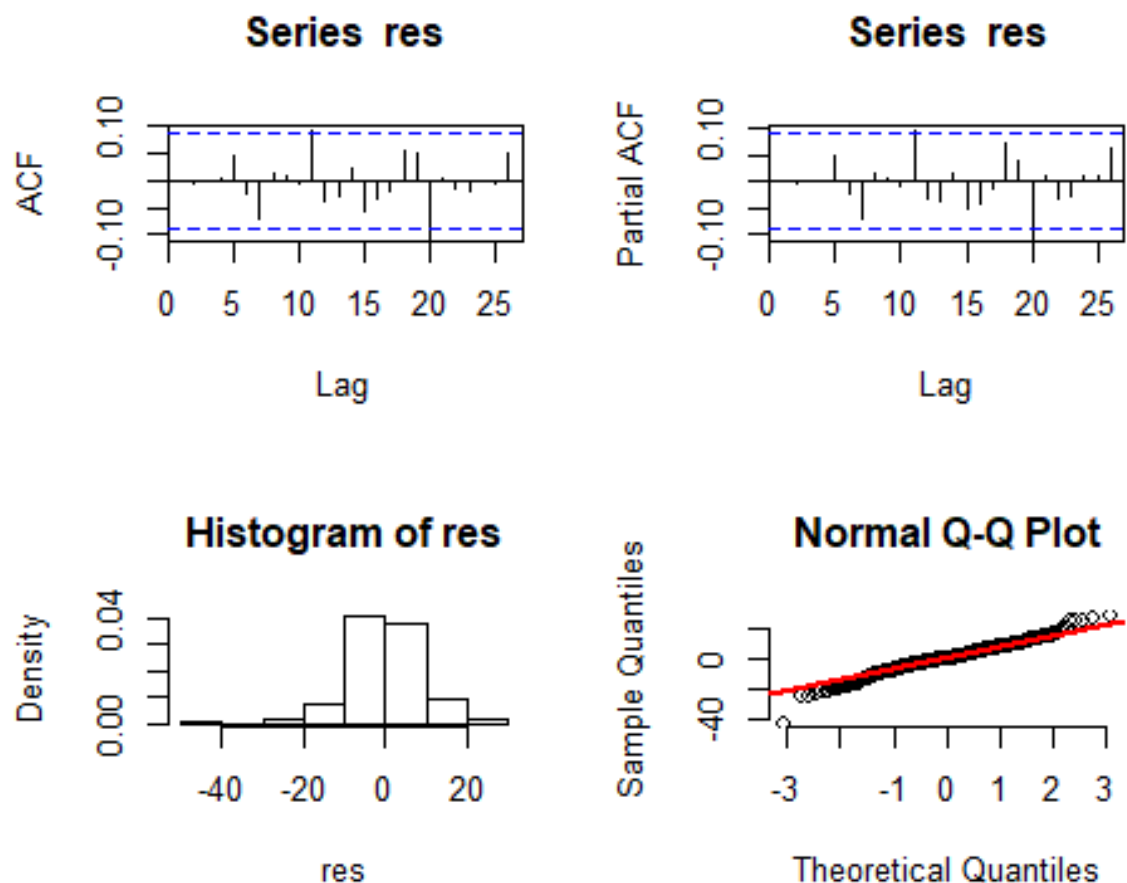 Series res
ACF
0.10
-0.10
0 5 10 15 20 25
Lag
Series res
Partial ACF
0.10
-0.10
0 5 10 15 20 25
Lag
Histogram of res
Density
0.04
0.00
-40 -20 0 20
res
Normal Q-Q Plot
Sample Quantiles
0
-40
-3 -1 0 1 2 3
Theoretical Quantiles